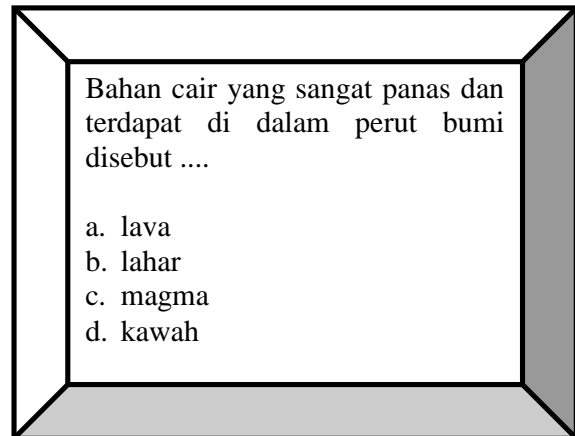 Bahan cair yang sangat panas dan
terdapat di dalam perut bumi
disebut ....
a. lava
b. lahar
c. magma
d. kawah